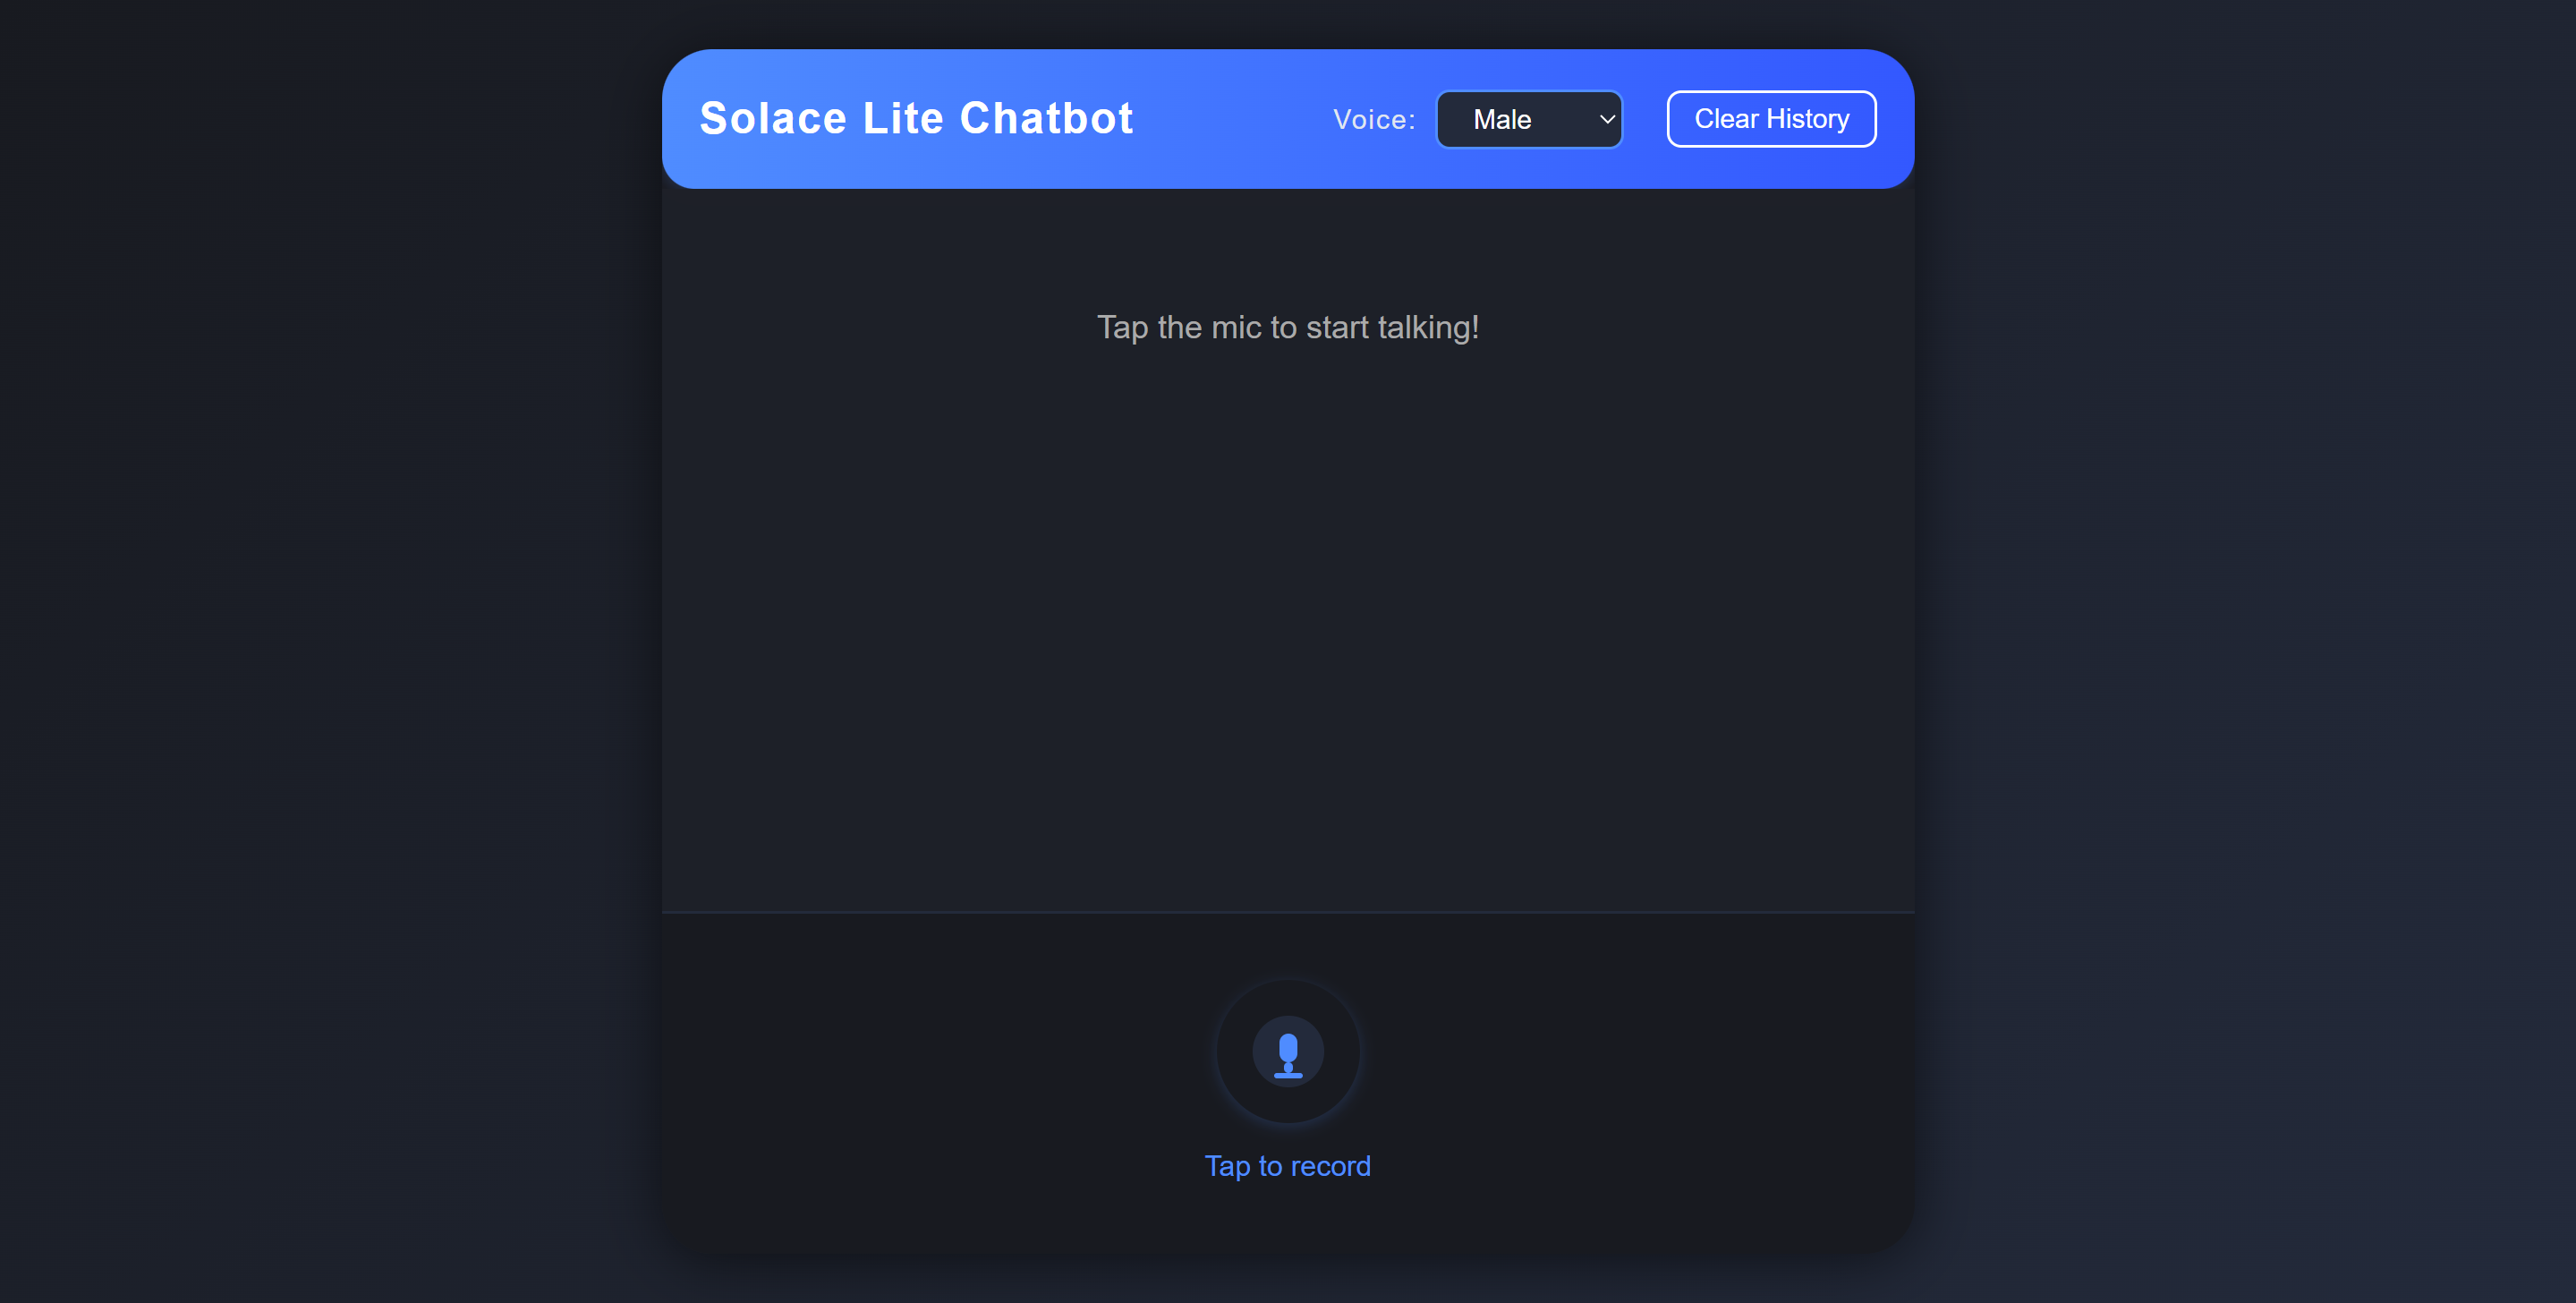 Solace Lite Chatbot
Voice: Male
Clear History
Tap the mic to start talking!
Tap to record